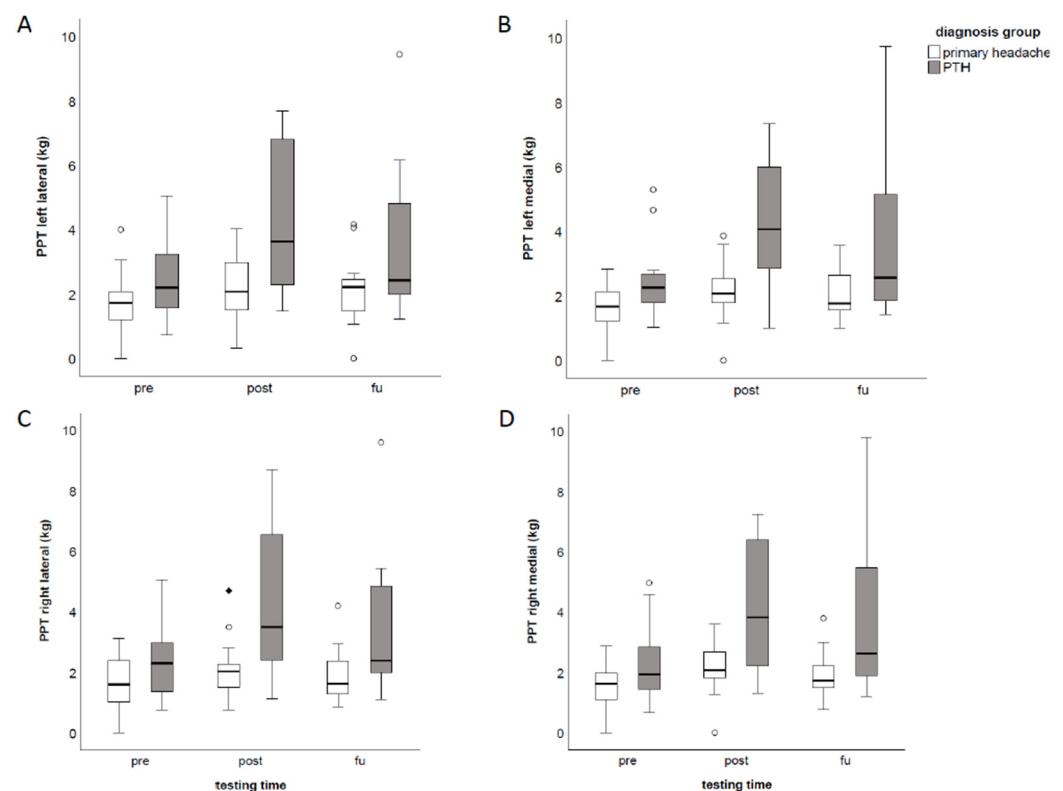 A
PPT left lateral (kg)
10
8
6
4
2
0
pre post fu
B
PPT left medial (kg)
10
8
6
4
2
0
pre post fu
diagnosis group
primary headache
PTH
C
PPT right lateral (kg)
10
8
6
4
2
0
pre post fu
testing time
D
PPT right medial (kg)
10
8
6
4
2
0
pre post fu
testing time